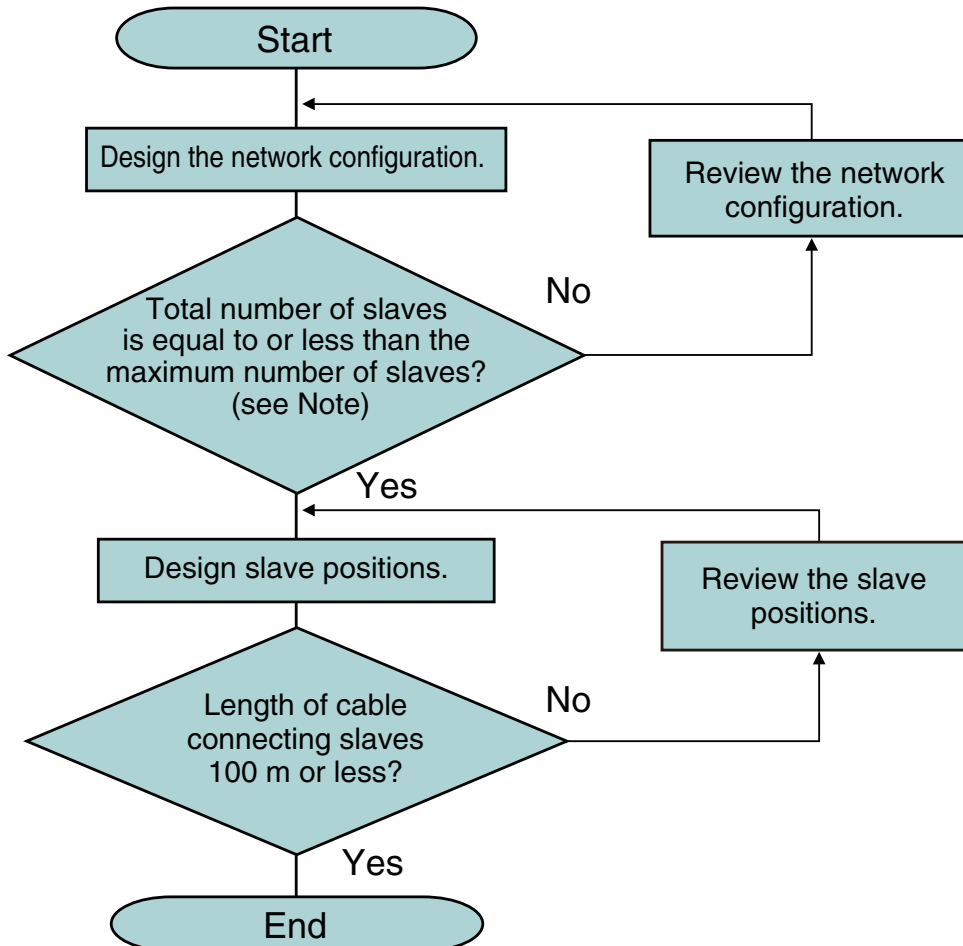 Start
Design the network configuration.
Review the network
configuration.
No
Total number of slaves
is equal to or less than the
maximum number of slaves?
(see Note)
Yes
Design slave positions.
Review the slave
positions.
No
Length of cable
connecting slaves
100 m or less?
Yes
End